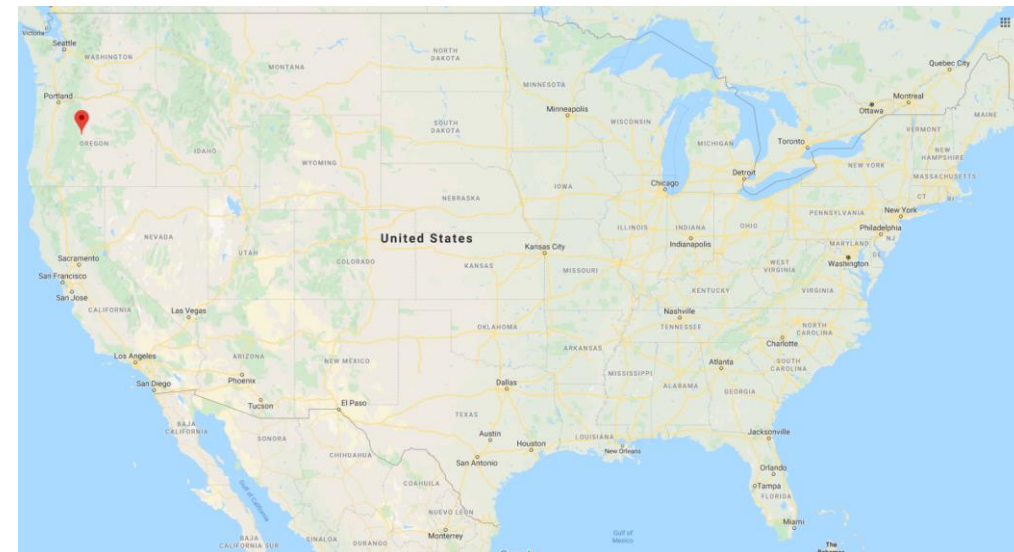 Victoria
Seattle
WASHINGTON
MONTANA
NORTH
DAKOTA
MINNESOTA
Quebec City
Portland
Minneapolis
Montreal
Ottawa
MAINE
SOUTH
DAKOTA
WISCONSIN
MICHIGAN
Toronto
VERMONT
OREGON
IDAHO
WYOMING
NEW
HAMPSHIRE
NEW YORK
Detroit
MASSACHUSETTS
Chicago
IOWA
NEBRASKA
CT
RI
New York
PENNSYLVANIA
Philadelphia
ILLINOIS
INDIANA
OHIO
NJ
NEVADA
United States
Indianapolis
MARYLAND
DE
Kansas City
UTAH
COLORADO
KANSAS
MISSOURI
WEST
VIRGINIA
Washington
Sacramento
San Francisco
San Jose
KENTUCKY
VIRGINIA
CALIFORNIA
Las Vegas
Nashville
TENNESSEE
OKLAHOMA
NORTH
CAROLINA
Charlotte
ARKANSAS
Los Angeles
ARIZONA
NEW MEXICO
Atlanta
SOUTH
CAROLINA
MISSISSIPPI
San Diego
Phoenix
Dallas
ALABAMA
GEORGIA
Tucson
El Paso
TEXAS
BAJA
CALIFORNIA
SONORA
Austin
Houston
LOUISIANA
New Orleans
Jacksonville
CHIHUAHUA
San Antonio
Orlando
Tampa
FLORIDA
COAHUILA
Gulf of
California
NUEVO LEON
Miami
Monterrey
Gulf of
Mexico
BAJA
CALIFORNIA SUR
SINALOA
DURANGO
The